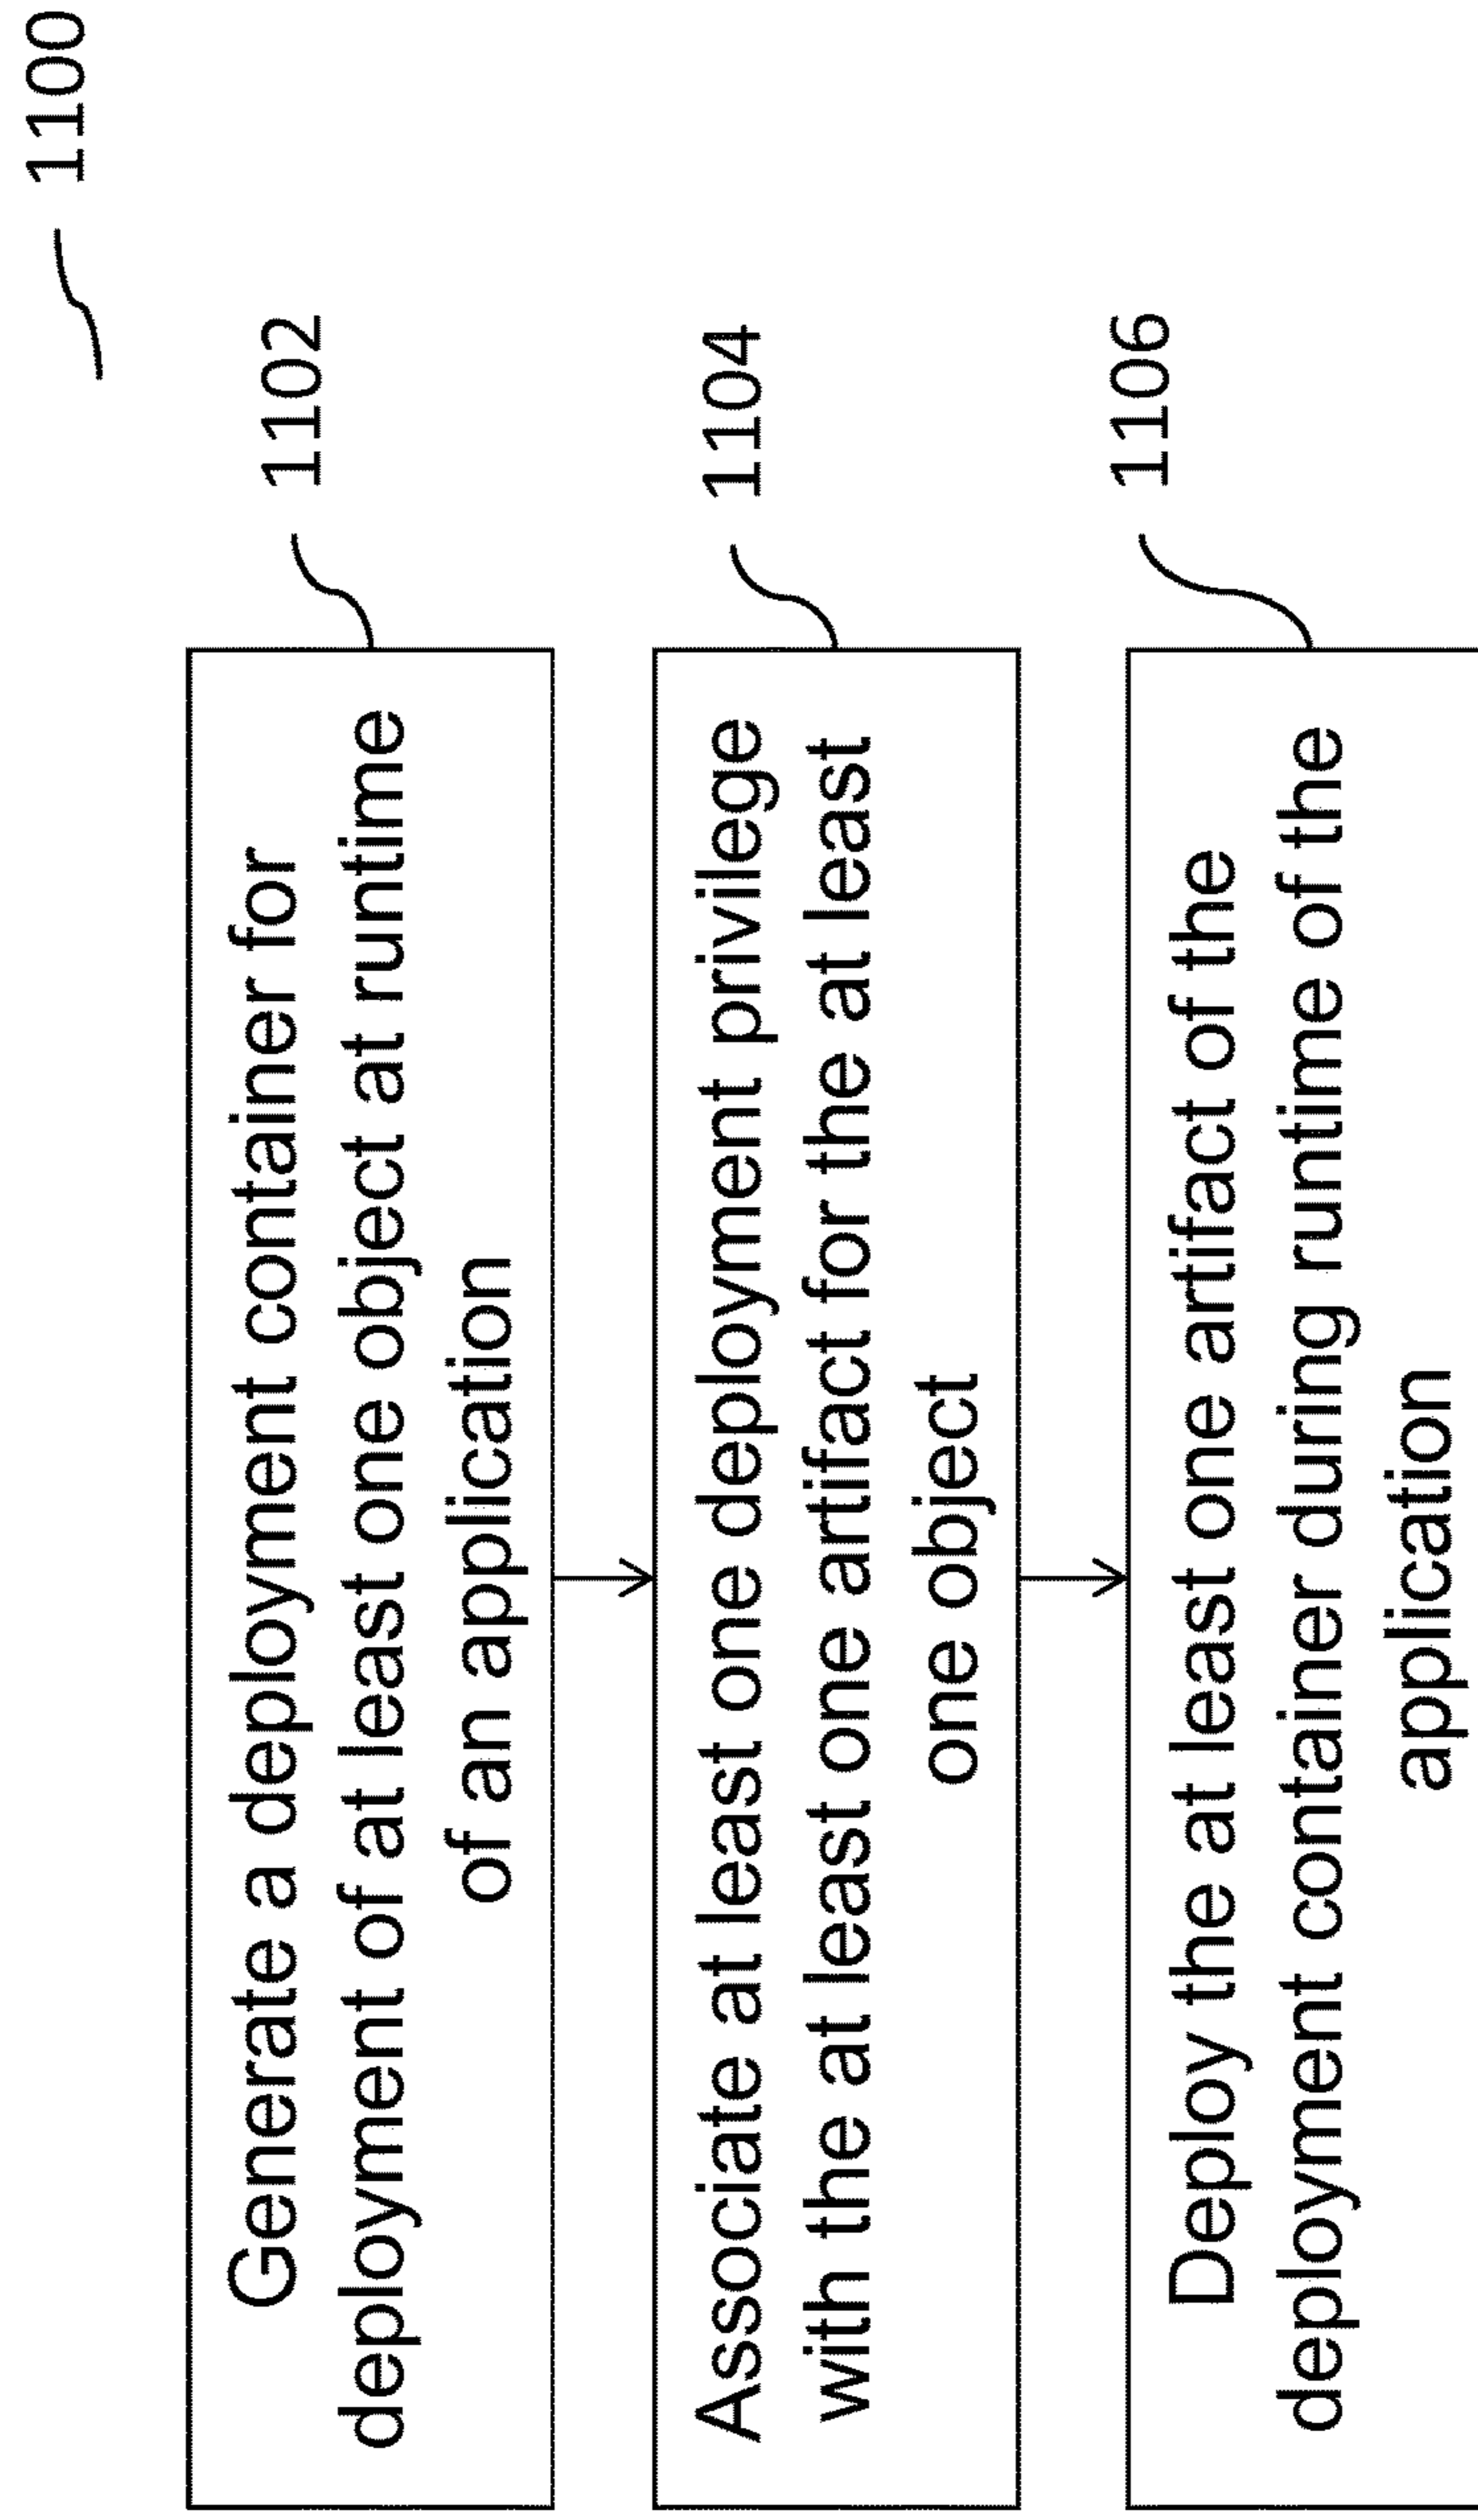 1100
Generate a deployment container for
deployment of at least one object at runtime
of an application
1102
Associate at least one deployment privilege
with the at least one artifact for the at least
one object
1104
Deploy the at least one artifact of the
deployment container during runtime of the
application
1106